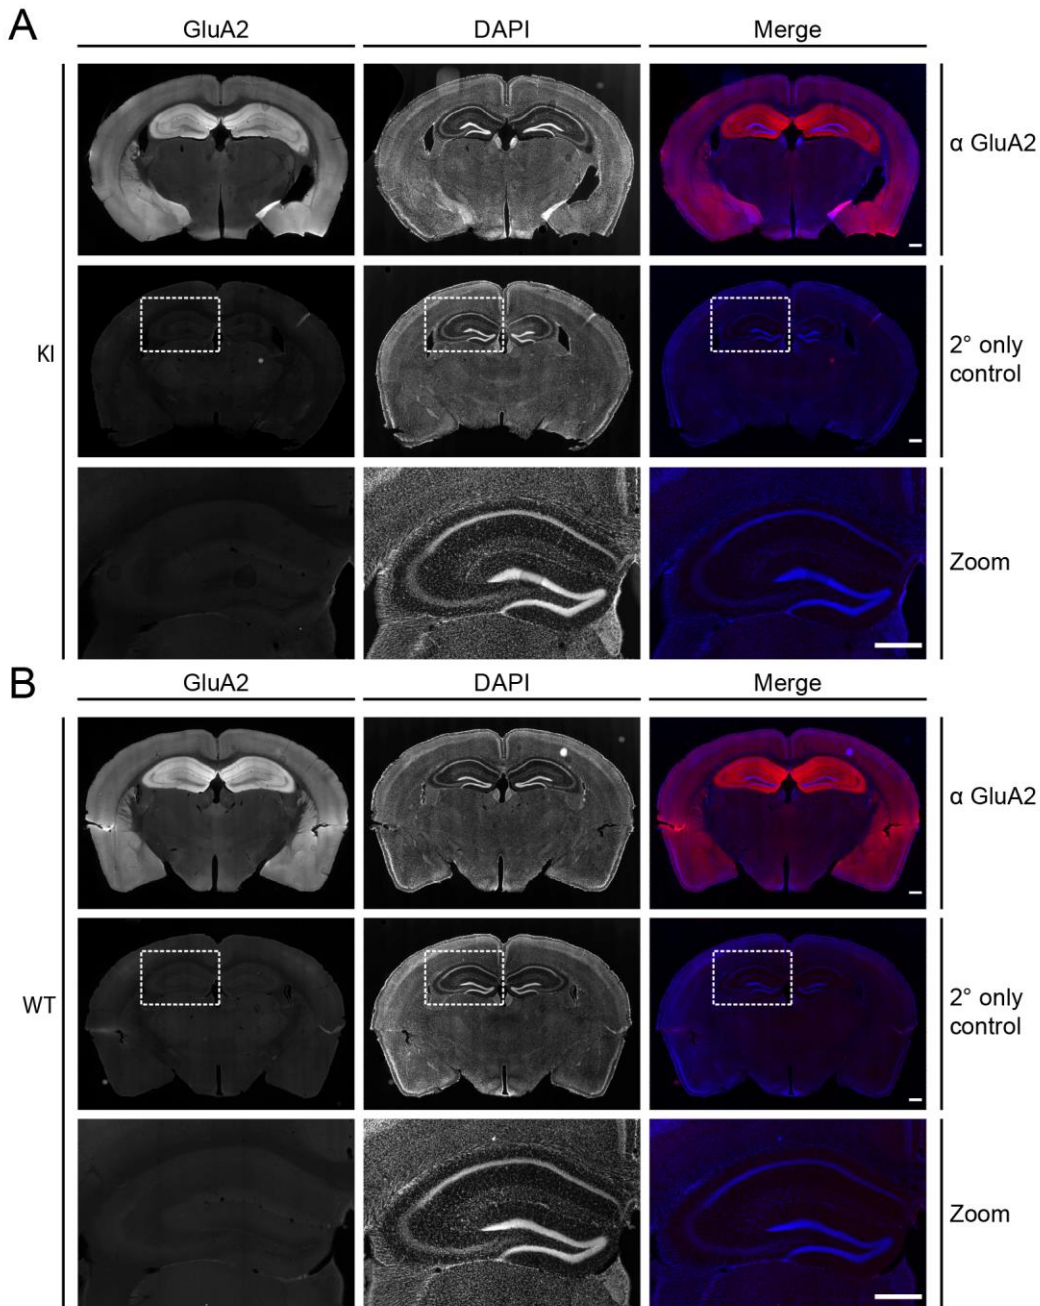 A
GluA2 DAPI Merge
KI
α GluA2
2° only
control
Zoom
B
GluA2 DAPI Merge
WT
α GluA2
2° only
control
Zoom